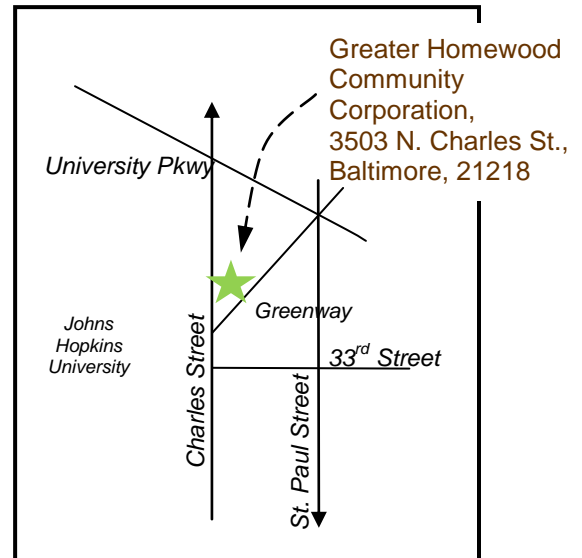 Greater Homewood
Community
Corporation,
3503 N. Charles St.,
Baltimore, 21218
University Pkwy
Greenway
Johns
Hopkins
University
33rd Street
Charles Street
St. Paul Street